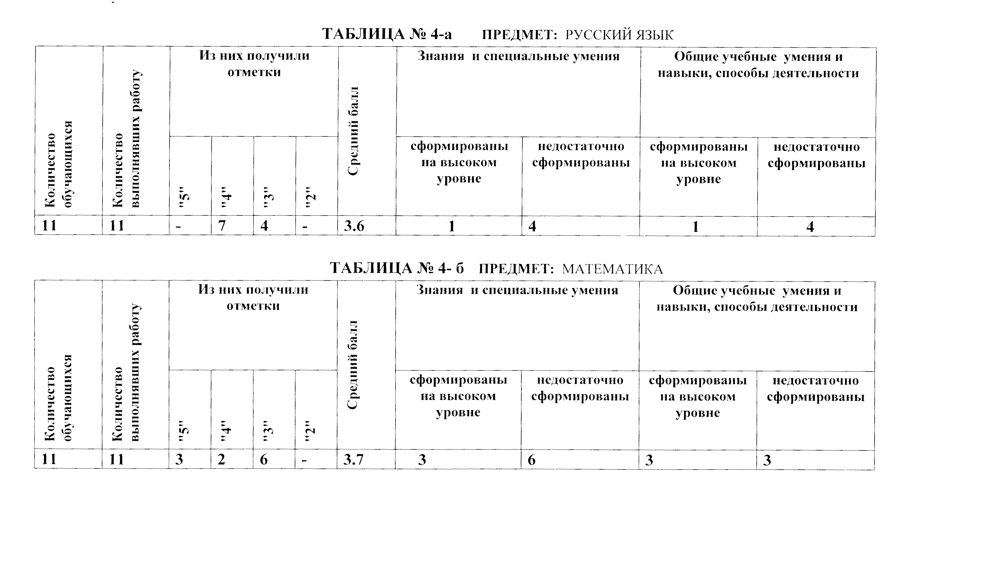 ТАБЛИЦА № 4-а ПРЕДМЕТ: РУССКИЙ ЯЗЫК
Количество
обучающихся
Количество
выполнявших работу
Из них получили
отметки
"5"
"4"
"3"
"2"
Средний балл
Знания и специальные умения
сформированы
на высоком
уровне
недостаточно
сформированы
Общие учебные умения и
навыки, способы деятельности
сформированы
на высоком
уровне
недостаточно
сформированы
11 11 - 7 4 - 3.6 1 4 1 4
ТАБЛИЦА № 4- б ПРЕДМЕТ: МАТЕМАТИКА
Количество
обучающихся
Количество
выполнявших работу
Из них получили
отметки
"5"
"4"
"3"
"2"
Средний балл
Знания и специальные умения
сформированы
на высоком
уровне
недостаточно
сформированы
Общие учебные умения и
навыки, способы деятельности
сформированы
на высоком
уровне
недостаточно
сформированы
11 11 3 2 6 - 3.7 3 6 3 3